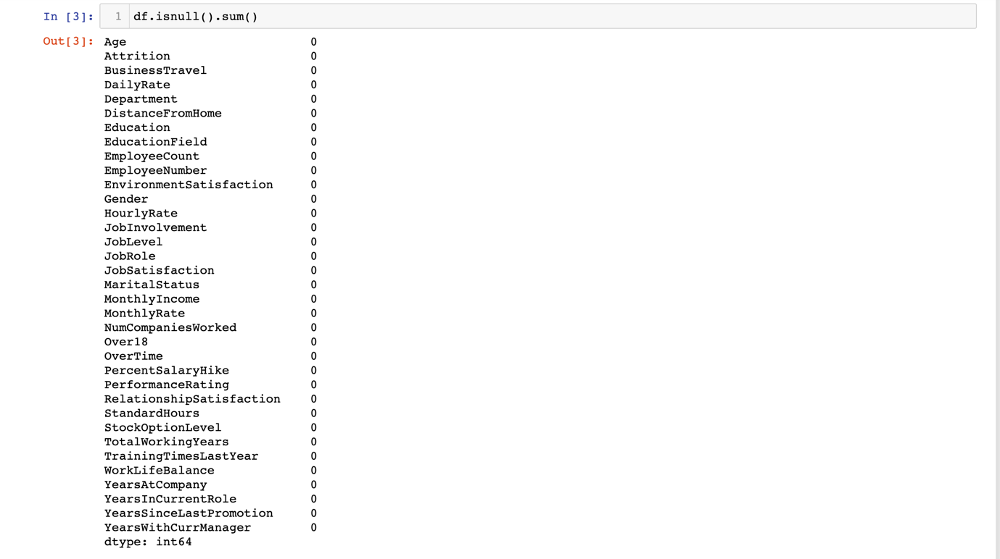 In [3]: 1 df.isnull().sum()
Out[3]: Age 0
Attrition 0
BusinessTravel 0
DailyRate 0
Department 0
DistanceFromHome 0
Education 0
EducationField 0
EmployeeCount 0
EmployeeNumber 0
EnvironmentSatisfaction 0
Gender 0
HourlyRate 0
JobInvolvement 0
JobLevel 0
JobRole 0
JobSatisfaction 0
MaritalStatus 0
MonthlyIncome 0
MonthlyRate 0
NumCompaniesWorked 0
Over18 0
OverTime 0
PercentSalaryHike 0
PerformanceRating 0
RelationshipSatisfaction 0
StandardHours 0
StockOptionLevel 0
TotalWorkingYears 0
TrainingTimesLastYear 0
WorkLifeBalance 0
YearsAtCompany 0
YearsInCurrentRole 0
YearsSinceLastPromotion 0
YearsWithCurrManager 0
dtype: int64